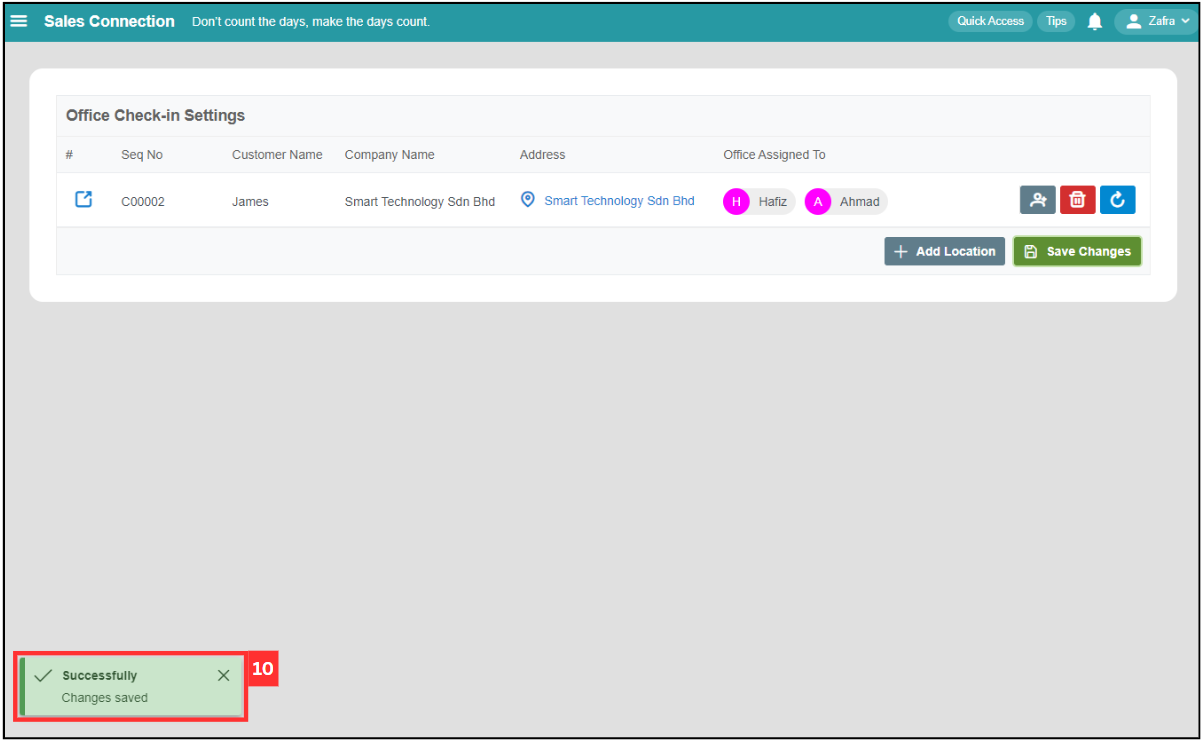 Sales Connection Don't count the days, make the days count. Quick Access Tips Zafra
Office Check-in Settings
# Seq No Customer Name Company Name Address Office Assigned To
C00002 James Smart Technology Sdn Bhd Smart Technology Sdn Bhd H Hafiz A Ahmad
Add Location Save Changes
Successfully 10
Changes saved